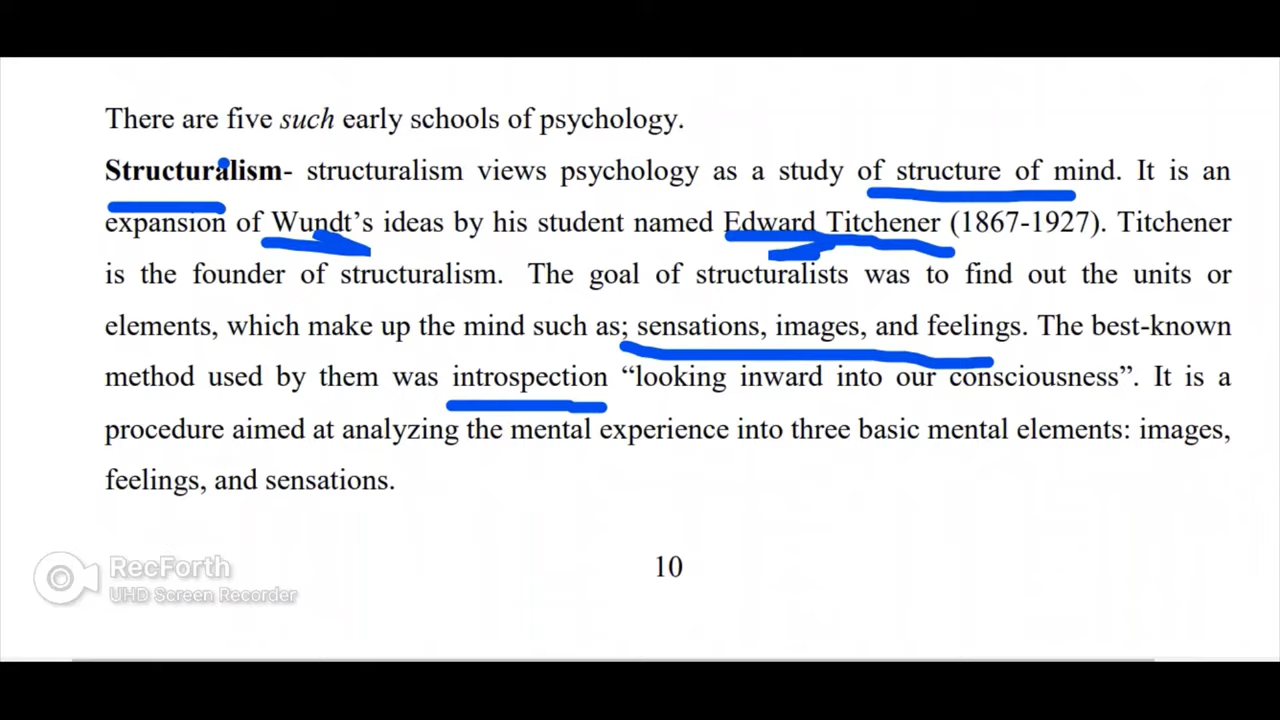 There are five such early schools of psychology.
Structuralism- structuralism views psychology as a study of structure of mind. It is an
expansion of Wundt’s ideas by his student named Edward Titchener (1867-1927). Titchener
is the founder of structuralism. The goal of structuralists was to find out the units or
elements, which make up the mind such as; sensations, images, and feelings. The best-known
method used by them was introspection “looking inward into our consciousness”. It is a
procedure aimed at analyzing the mental experience into three basic mental elements: images,
feelings, and sensations.
RecForth
UHD Screen Recorder
10